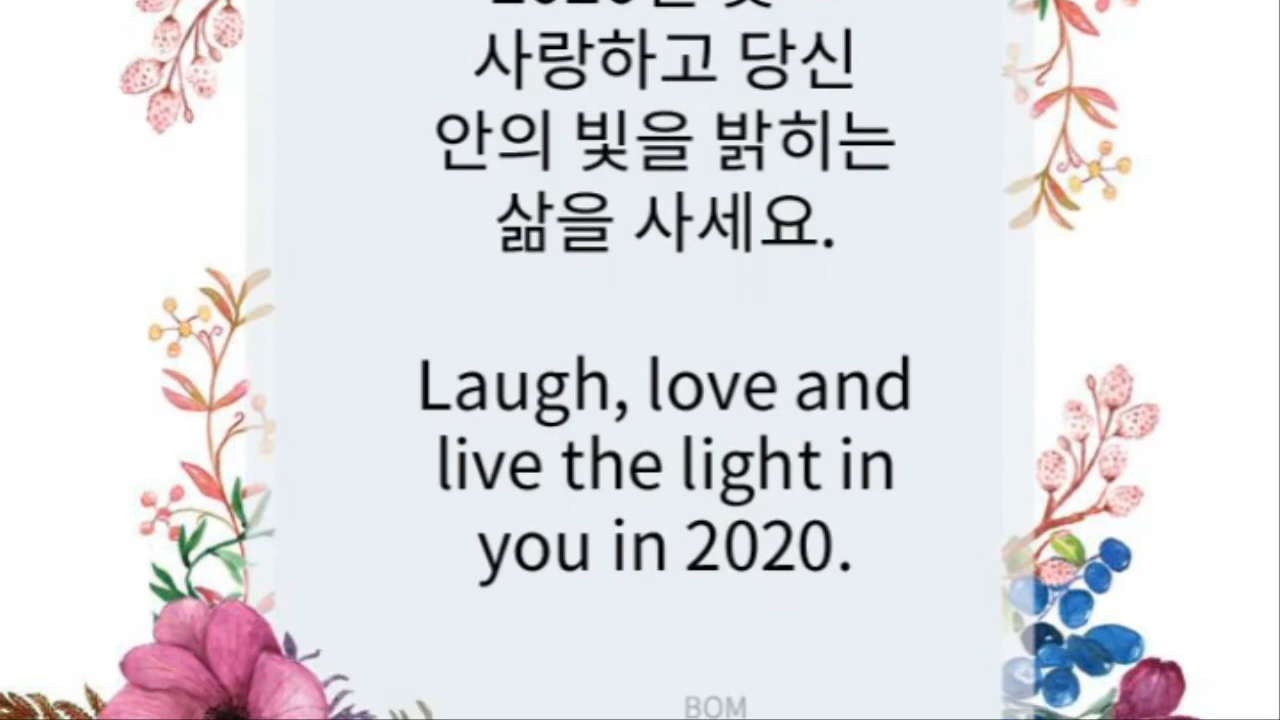 사랑하고 당신
안의 빛을 밝히는
삶을 사세요.
Laugh, love and
live the light in
you in 2020.
BOM